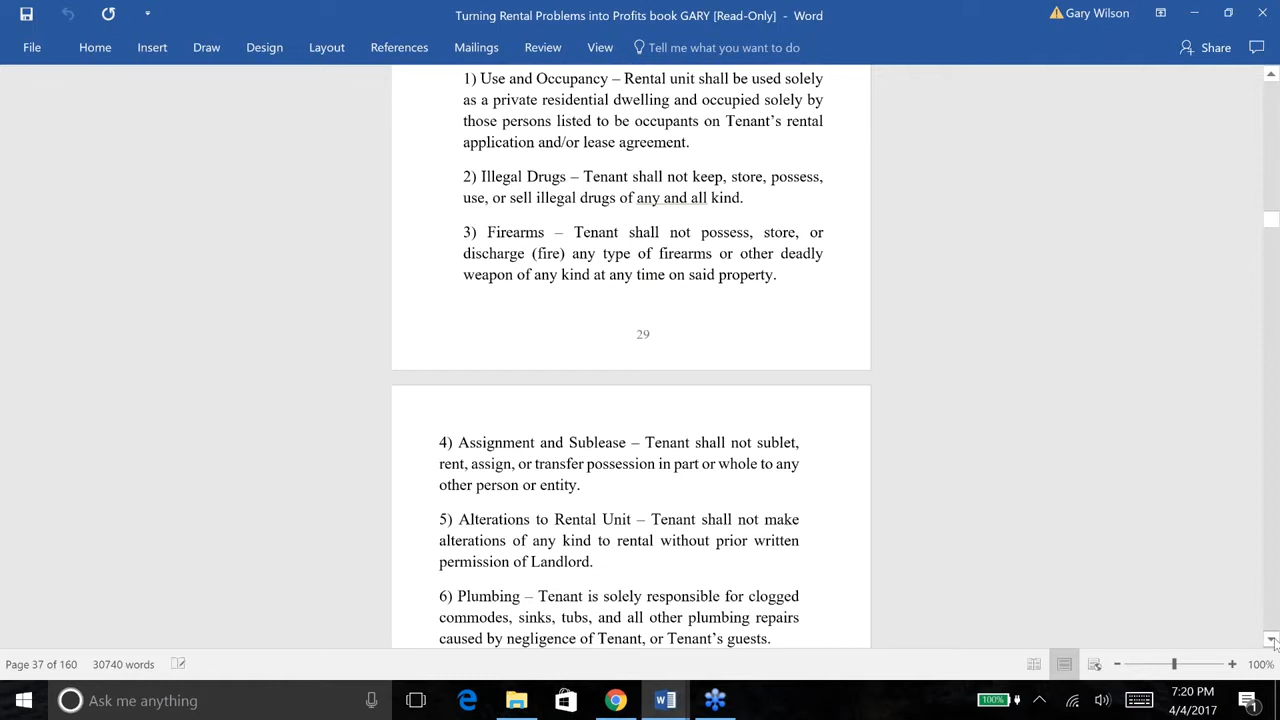 Turning Rental Problems into Profits book GARY [Read-Only] - Word
Gary Wilson
File Home Insert Draw Design Layout References Mailings Review View Tell me what you want to do Share
1) Use and Occupancy – Rental unit shall be used solely
as a private residential dwelling and occupied solely by
those persons listed to be occupants on Tenant’s rental
application and/or lease agreement.
2) Illegal Drugs – Tenant shall not keep, store, possess,
use, or sell illegal drugs of any and all kind.
3) Firearms – Tenant shall not possess, store, or
discharge (fire) any type of firearms or other deadly
weapon of any kind at any time on said property.
29
4) Assignment and Sublease – Tenant shall not sublet,
rent, assign, or transfer possession in part or whole to any
other person or entity.
5) Alterations to Rental Unit – Tenant shall not make
alterations of any kind to rental without prior written
permission of Landlord.
6) Plumbing – Tenant is solely responsible for clogged
commodes, sinks, tubs, and all other plumbing repairs
caused by negligence of Tenant, or Tenant’s guests.
Page 37 of 160 30740 words 100%
Ask me anything 100% 7:20 PM
4/4/2017 1